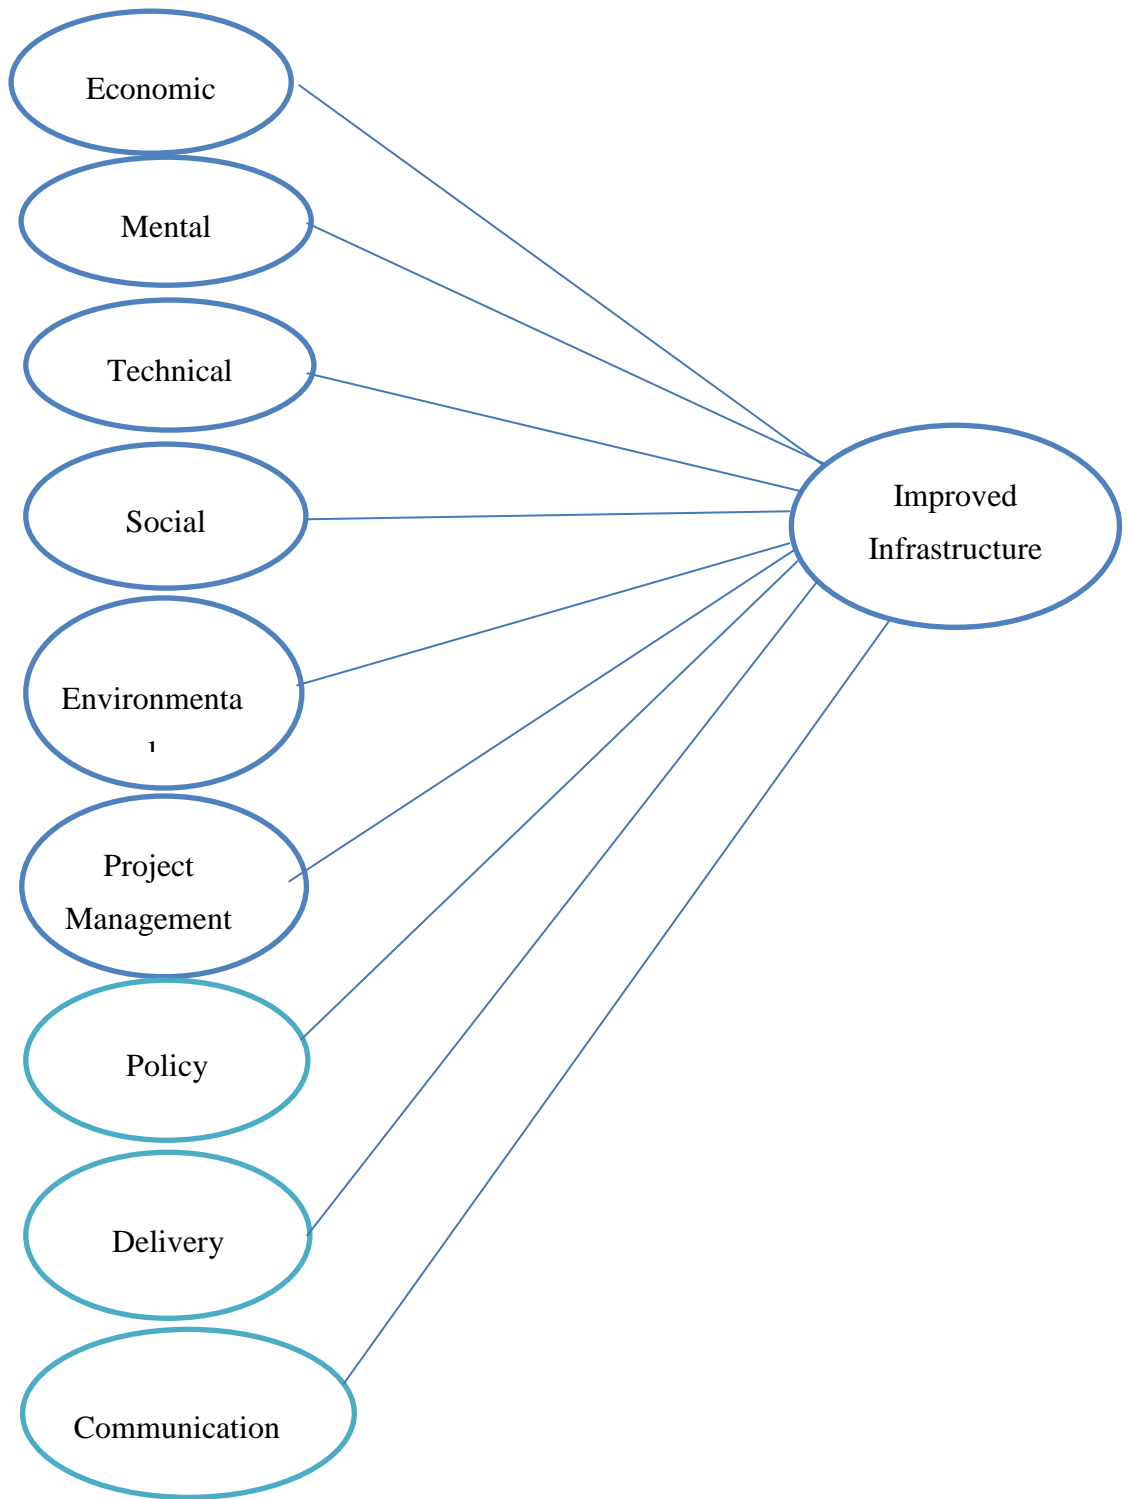 Economic
Mental
Technical
Social
Improved
Infrastructure
Environmenta
l
Project
Management
Policy
Delivery
Communication